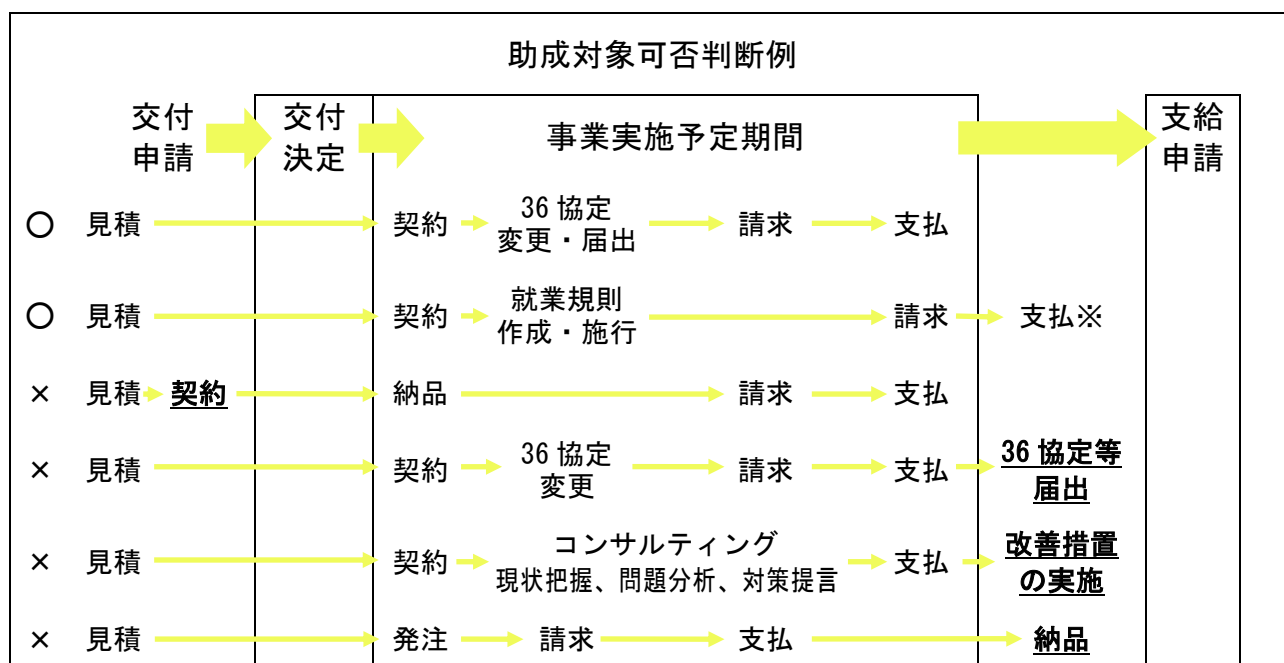 助成対象可否判断例
交付
申請
交付
決定
事業実施予定期間
支給
申請
○ 見積 契約 36 協定
変更・届出 請求 支払
○ 見積 契約 就業規則
作成・施行 請求 支払※
× 見積 契約 納品 請求 支払
× 見積 契約 36 協定
変更 請求 支払 36 協定等
届出
× 見積 契約 コンサルティング
現状把握、問題分析、対策提言 支払 改善措置
の実施
× 見積 発注 請求 支払 納品